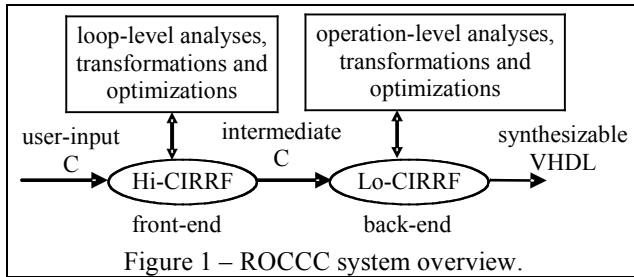 loop-level analyses,
transformations and
optimizations
operation-level analyses,
transformations and
optimizations
user-input
C
Hi-CIRRF
front-end
intermediate
C
Lo-CIRRF
back-end
synthesizable
VHDL
Figure 1 – ROCCC system overview.